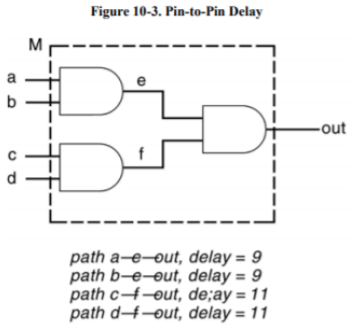 Figure 10-3. Pin-to-Pin Delay
M
a
e
b
out
c
f
d
path a–e–out, delay = 9
path b–e–out, delay = 9
path c–f–out, de;ay = 11
path d–f–out, delay = 11